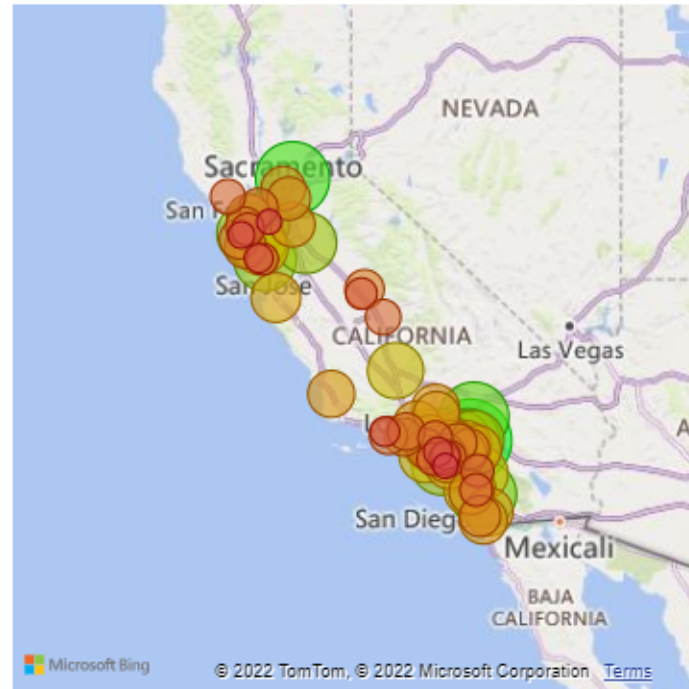 NEVADA
Sacramento
San F
San Jose
CALIFORNIA
Las Vegas
L
A
San Dieg
Mexicali
BAJA
CALIFORNIA
Microsoft Bing
© 2022 TomTom, © 2022 Microsoft Corporation Terms